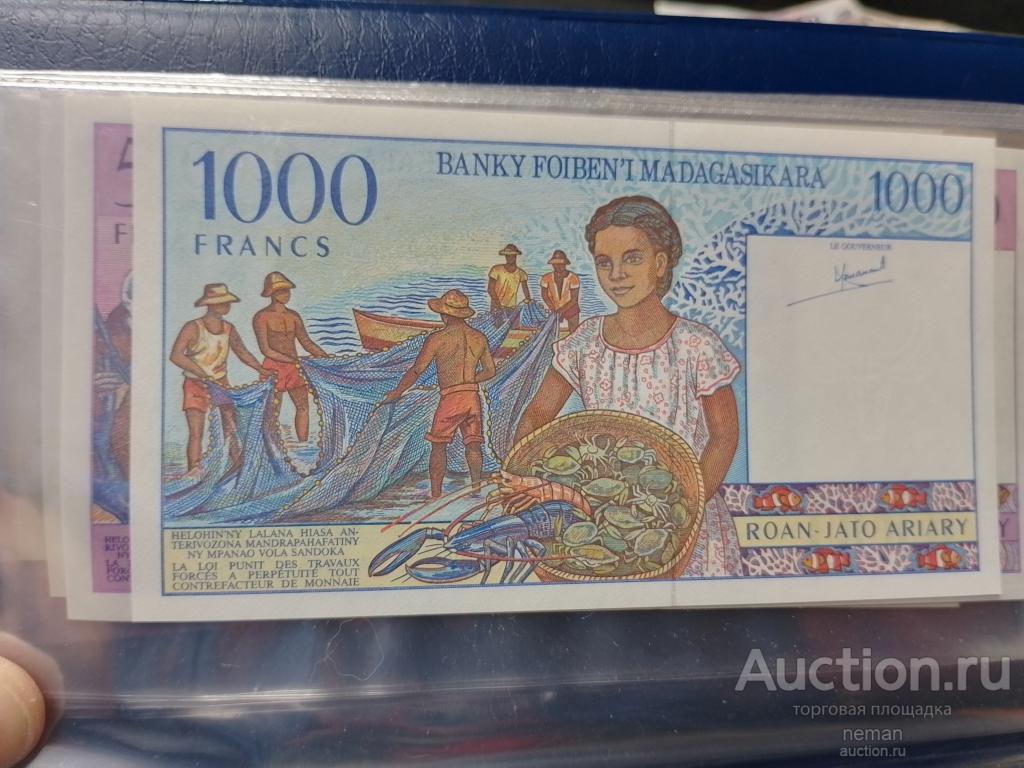 1000
FRANCS
BANKY FOIBEN'I MADAGASIKARA
1000
LE GOUVERNEUR
HELOHIN'NY LALANA HIASA AN-
TERIVOZONA MANDRAPAHAFATINY
NY MPANAO VOLA SANDOKA
LA LOI PUNIT DES TRAVAUX
FORCÉS A PERPÉTUITÉ TOUT
CONTREFACTEUR DE MONNAIE
ROAN-JATO ARIARY
Auction.ru
торговая площадка
neman
auction.ru